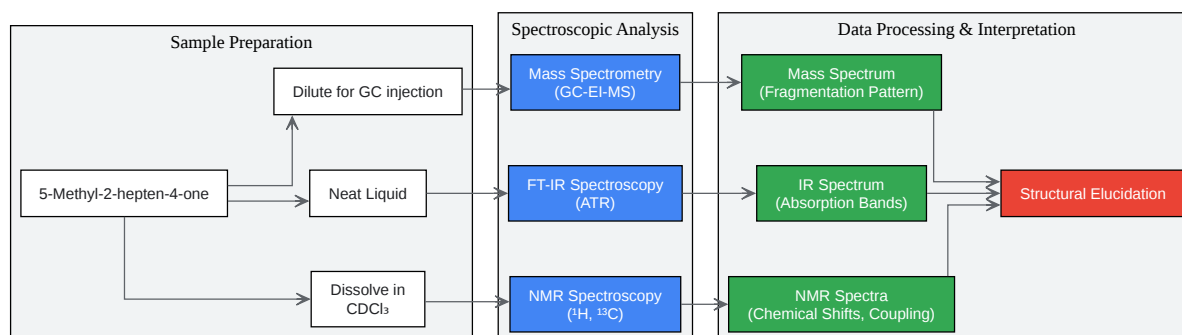 Sample Preparation
Spectroscopic Analysis
Data Processing & Interpretation
Dilute for GC injection
Mass Spectrometry
(GC-EI-MS)
Mass Spectrum
(Fragmentation Pattern)
5-Methyl-2-hepten-4-one
Neat Liquid
FT-IR Spectroscopy
(ATR)
IR Spectrum
(Absorption Bands)
Structural Elucidation
Dissolve in
CDCl₃
NMR Spectroscopy
(¹H, ¹³C)
NMR Spectra
(Chemical Shifts, Coupling)